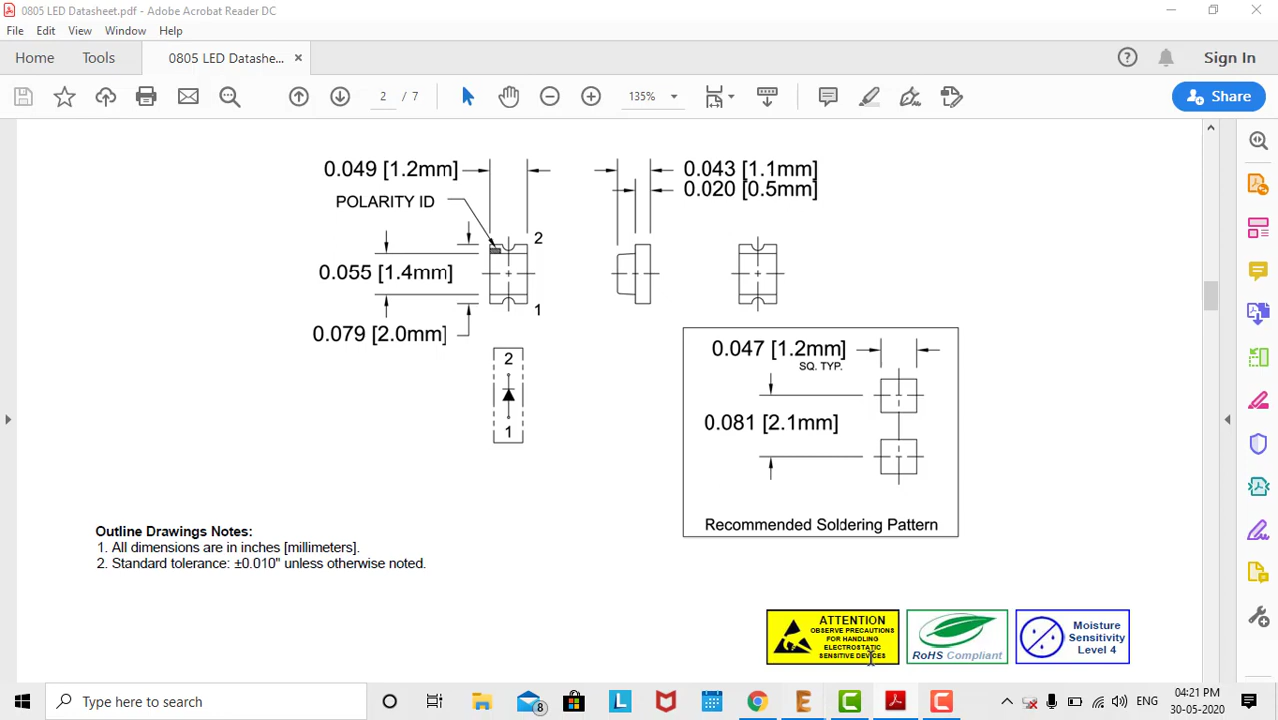 0805 LED Datasheet.pdf - Adobe Acrobat Reader DC
File Edit View Window Help
Home Tools 0805 LED Datashe... × Sign In
2 / 7 135% Share
0.049 [1.2mm] 0.043 [1.1mm]
0.020 [0.5mm]
POLARITY ID
2
0.055 [1.4mm]
1
0.079 [2.0mm]
0.047 [1.2mm]
SQ. TYP.
2
0.081 [2.1mm]
1
Recommended Soldering Pattern
Outline Drawings Notes:
1. All dimensions are in inches [millimeters].
2. Standard tolerance: ±0.010" unless otherwise noted.
ATTENTION
OBSERVE PRECAUTIONS
FOR HANDLING
ELECTROSTATIC
SENSITIVE DEVICES
RoHS Compliant
Moisture
Sensitivity
Level 4
Type here to search
8
L
E
C
C
ENG
04:21 PM
30-05-2020